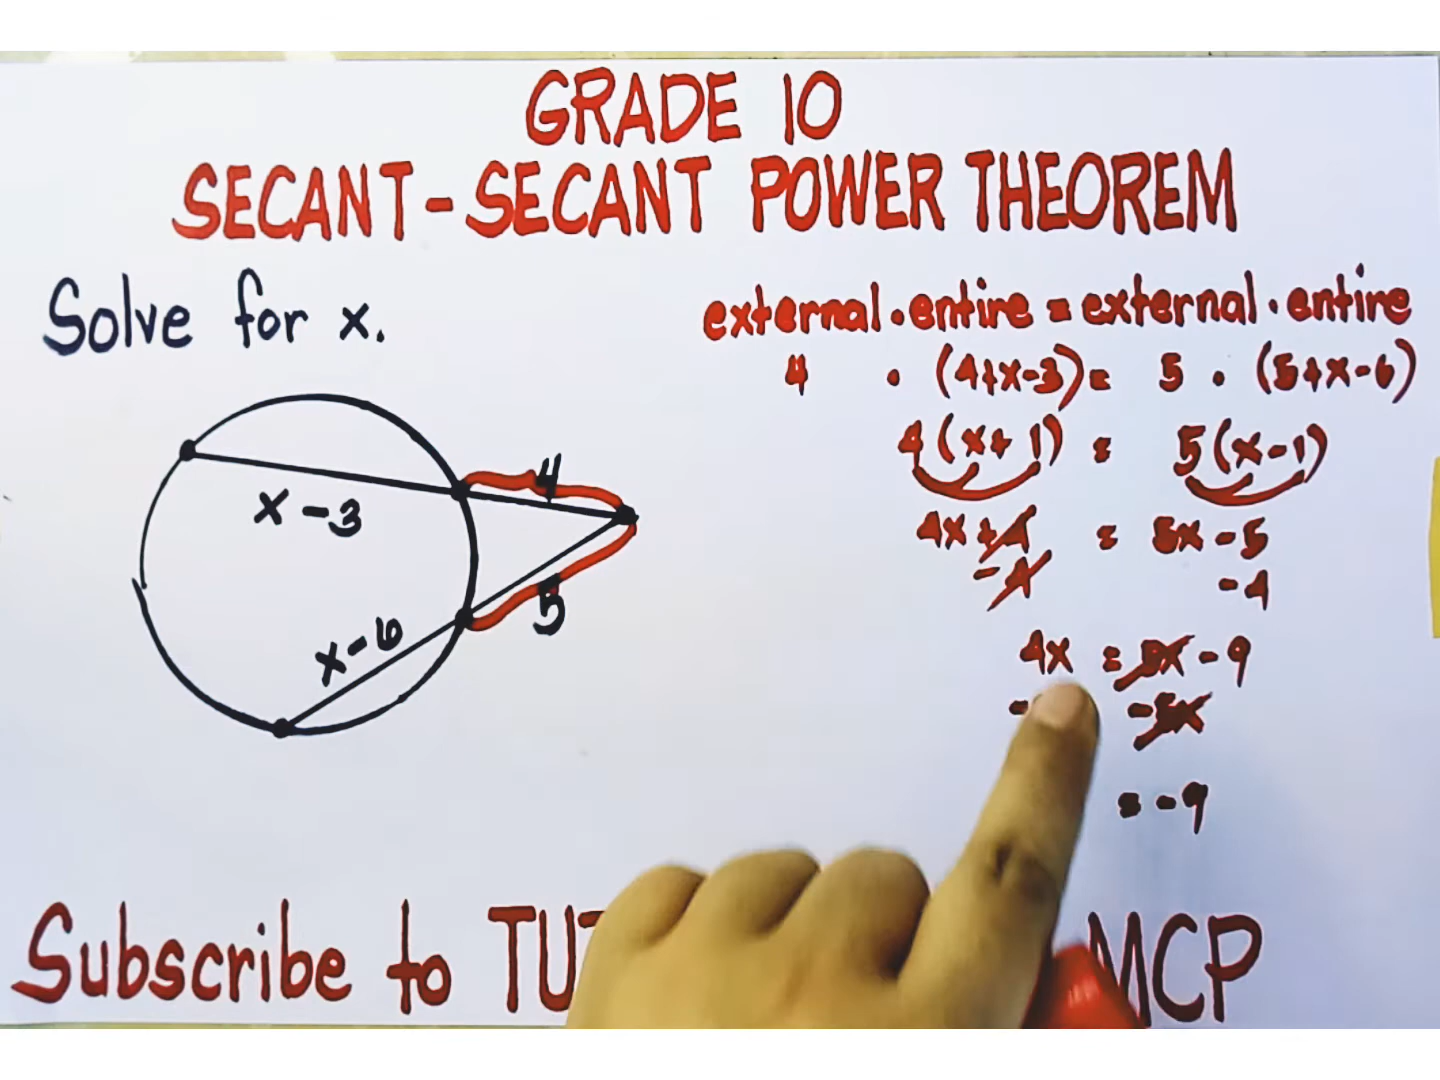 GRADE 10
SECANT-SECANT POWER THEOREM
Solve for x.
external · entire = external · entire
4 · (4+x-3) = 5 · (5+x-6)
4(x+1) = 5(x-1)
4x+4 = 5x-5
-4 -4
4x = 5x-9
- -5x
= -9
4
x-3
5
x-6
Subscribe to MCP